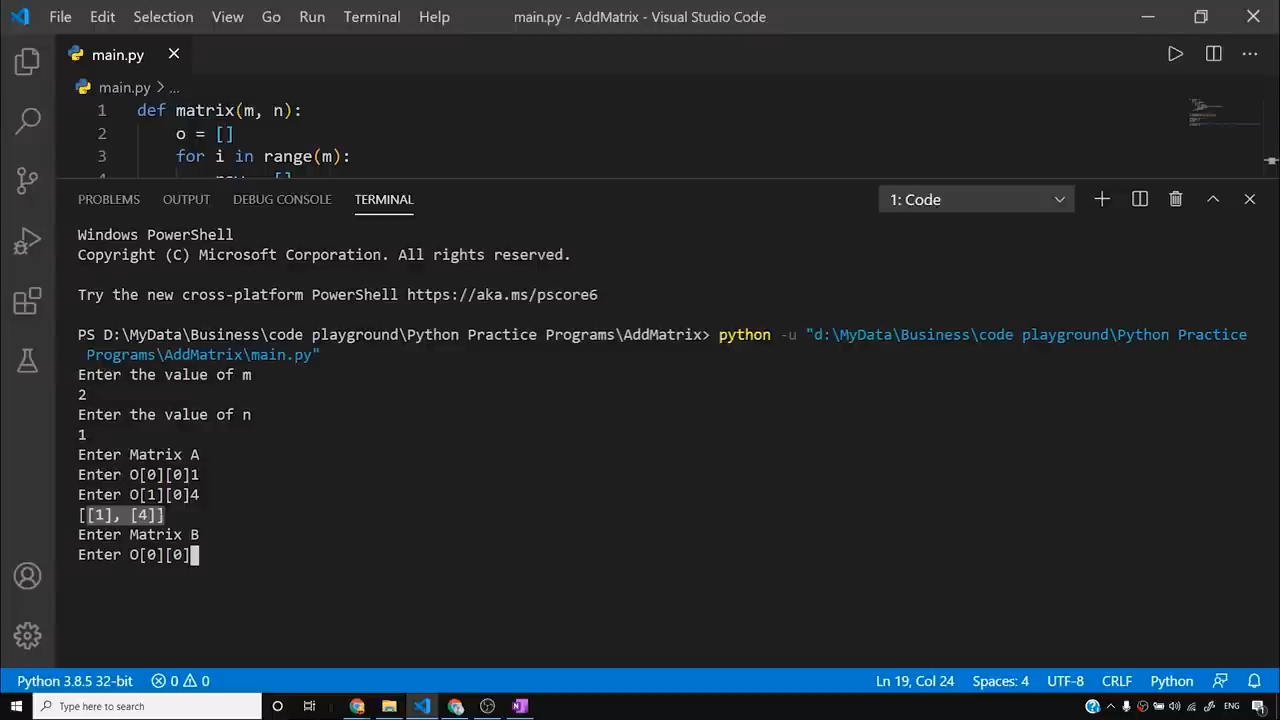 File Edit Selection View Go Run Terminal Help main.py - AddMatrix - Visual Studio Code
main.py
main.py > ...
1 def matrix(m, n):
2 o = []
3 for i in range(m):
PROBLEMS OUTPUT DEBUG CONSOLE TERMINAL 1: Code
Windows PowerShell
Copyright (C) Microsoft Corporation. All rights reserved.
Try the new cross-platform PowerShell https://aka.ms/pscore6
PS D:\MyData\Business\code playground\Python Practice Programs\AddMatrix> python -u "d:\MyData\Business\code playground\Python Practice
Programs\AddMatrix\main.py"
Enter the value of m
2
Enter the value of n
1
Enter Matrix A
Enter O[0][0]1
Enter O[1][0]4
[[1], [4]]
Enter Matrix B
Enter O[0][0]
Python 3.8.5 32-bit 0 0 Ln 19, Col 24 Spaces: 4 UTF-8 CRLF Python
Type here to search ENG